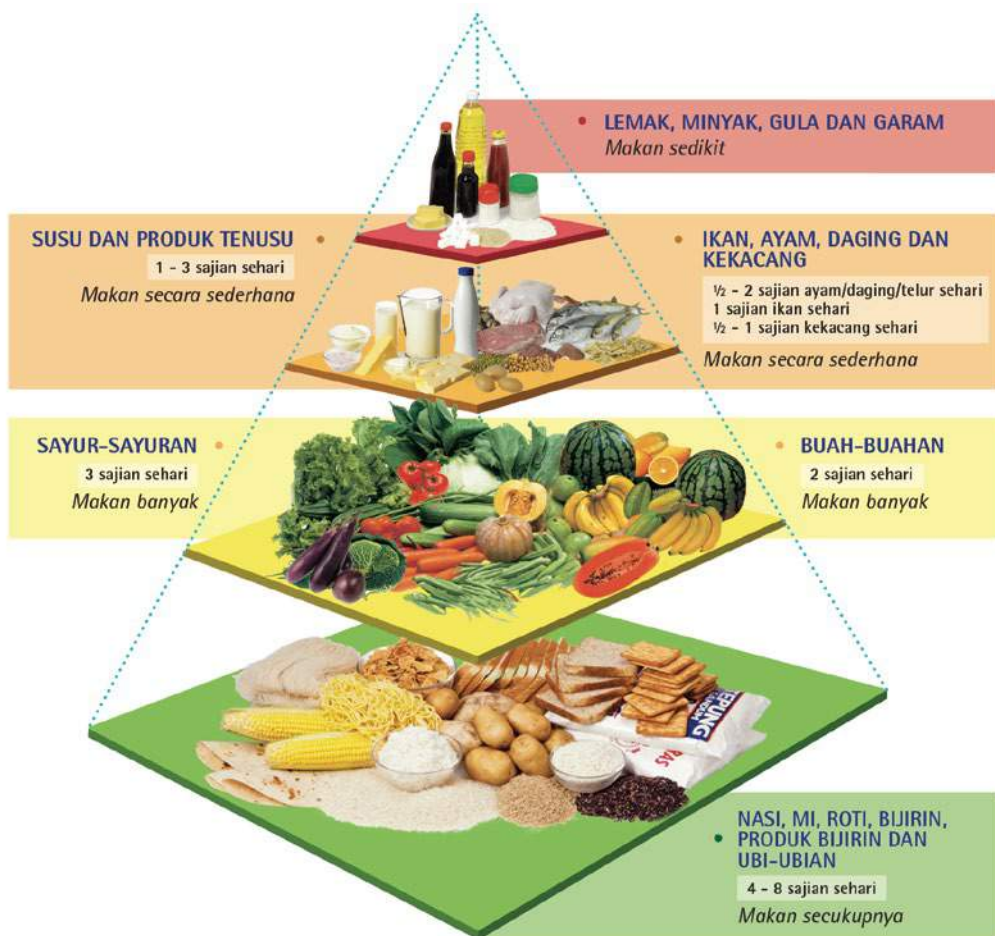 LEMAK, MINYAK, GULA DAN GARAM
Makan sedikit
SUSU DAN PRODUK TENUSU
1 - 3 sajian sehari
Makan secara sederhana
IKAN, AYAM, DAGING DAN
KEKACANG
½ - 2 sajian ayam/daging/telur sehari
1 sajian ikan sehari
½ - 1 sajian kekacang sehari
Makan secara sederhana
SAYUR-SAYURAN
3 sajian sehari
Makan banyak
BUAH-BUAHAN
2 sajian sehari
Makan banyak
TEPUNG
RAS
NASI, MI, ROTI, BIJIRIN,
PRODUK BIJIRIN DAN
UBI-UBIAN
4 - 8 sajian sehari
Makan secukupnya